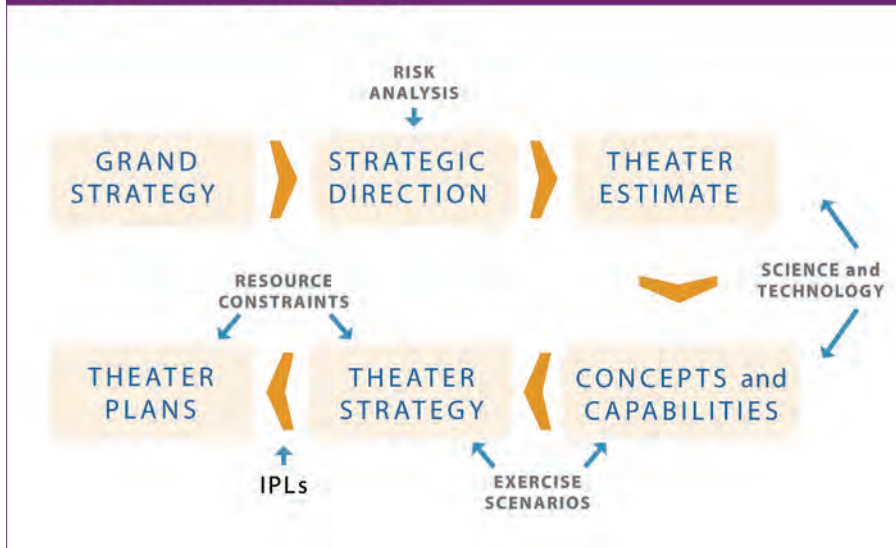 RISK
ANALYSIS
GRAND
STRATEGY
STRATEGIC
DIRECTION
THEATER
ESTIMATE
SCIENCE and
TECHNOLOGY
RESOURCE
CONSTRAINTS
THEATER
PLANS
THEATER
STRATEGY
CONCEPTS and
CAPABILITIES
IPLs
EXERCISE
SCENARIOS